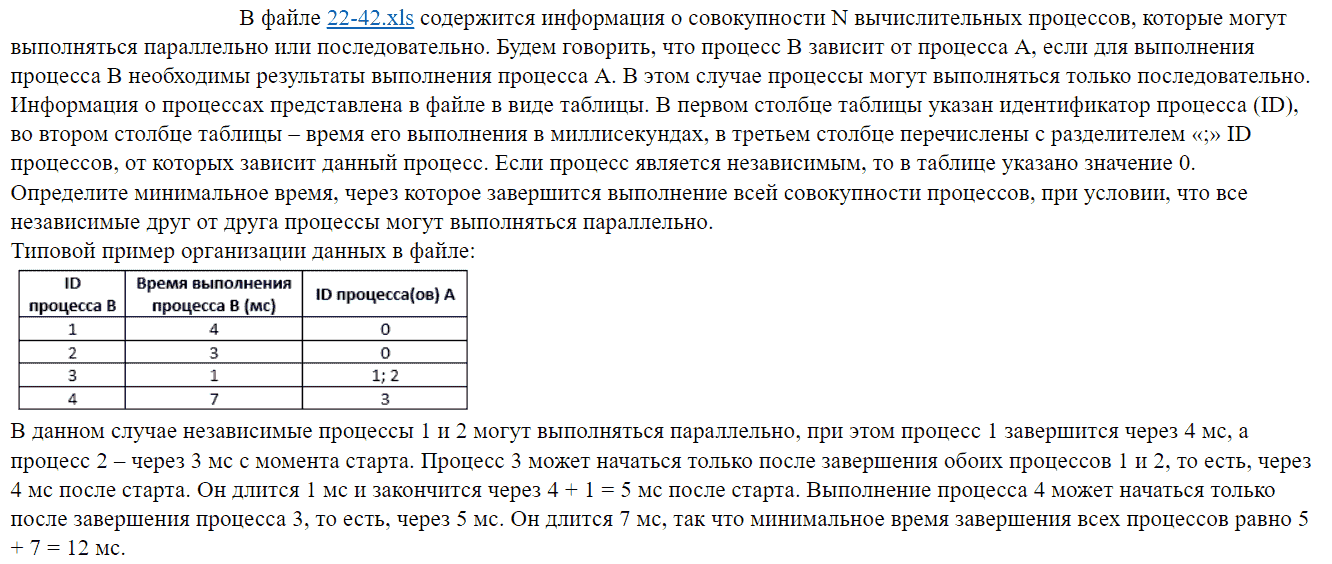 В файле 22-42.xls содержится информация о совокупности N вычислительных процессов, которые могут
выполняться параллельно или последовательно. Будем говорить, что процесс B зависит от процесса A, если для выполнения
процесса B необходимы результаты выполнения процесса A. В этом случае процессы могут выполняться только последовательно.
Информация о процессах представлена в файле в виде таблицы. В первом столбце таблицы указан идентификатор процесса (ID),
во втором столбце таблицы – время его выполнения в миллисекундах, в третьем столбце перечислены с разделителем «;» ID
процессов, от которых зависит данный процесс. Если процесс является независимым, то в таблице указано значение 0.
Определите минимальное время, через которое завершится выполнение всей совокупности процессов, при условии, что все
независимые друг от друга процессы могут выполняться параллельно.
Типовой пример организации данных в файле:
ID процесса B | Время выполнения процесса B (мс) | ID процесса(ов) A
1 | 4 | 0
2 | 3 | 0
3 | 1 | 1; 2
4 | 7 | 3
В данном случае независимые процессы 1 и 2 могут выполняться параллельно, при этом процесс 1 завершится через 4 мс, а
процесс 2 – через 3 мс с момента старта. Процесс 3 может начаться только после завершения обоих процессов 1 и 2, то есть, через
4 мс после старта. Он длится 1 мс и закончится через 4 + 1 = 5 мс после старта. Выполнение процесса 4 может начаться только
после завершения процесса 3, то есть, через 5 мс. Он длится 7 мс, так что минимальное время завершения всех процессов равно 5
+ 7 = 12 мс.